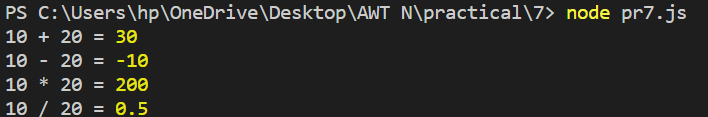 PS C:\Users\hp\OneDrive\Desktop\AWT N\practical\7> node pr7.js
10 + 20 = 30
10 - 20 = -10
10 * 20 = 200
10 / 20 = 0.5